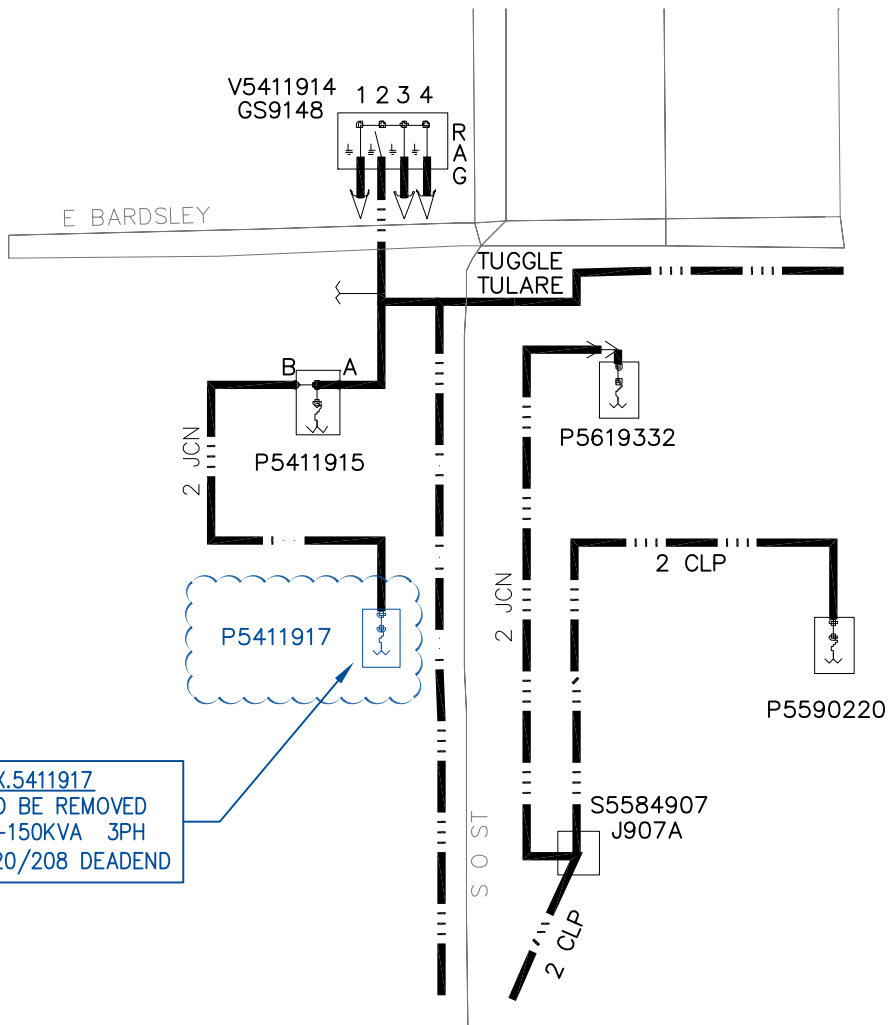 V5411914
GS9148
1 2 3 4
R
A
G
E BARDSLEY
TUGGLE
TULARE
B
A
P5411915
P5619332
2 JCN
2 CLP
2 JCN
P5411917
P5590220
X.5411917
BE REMOVED
-150KVA 3PH
20/208 DEADEND
S5584907
J907A
S O ST
2 CLP